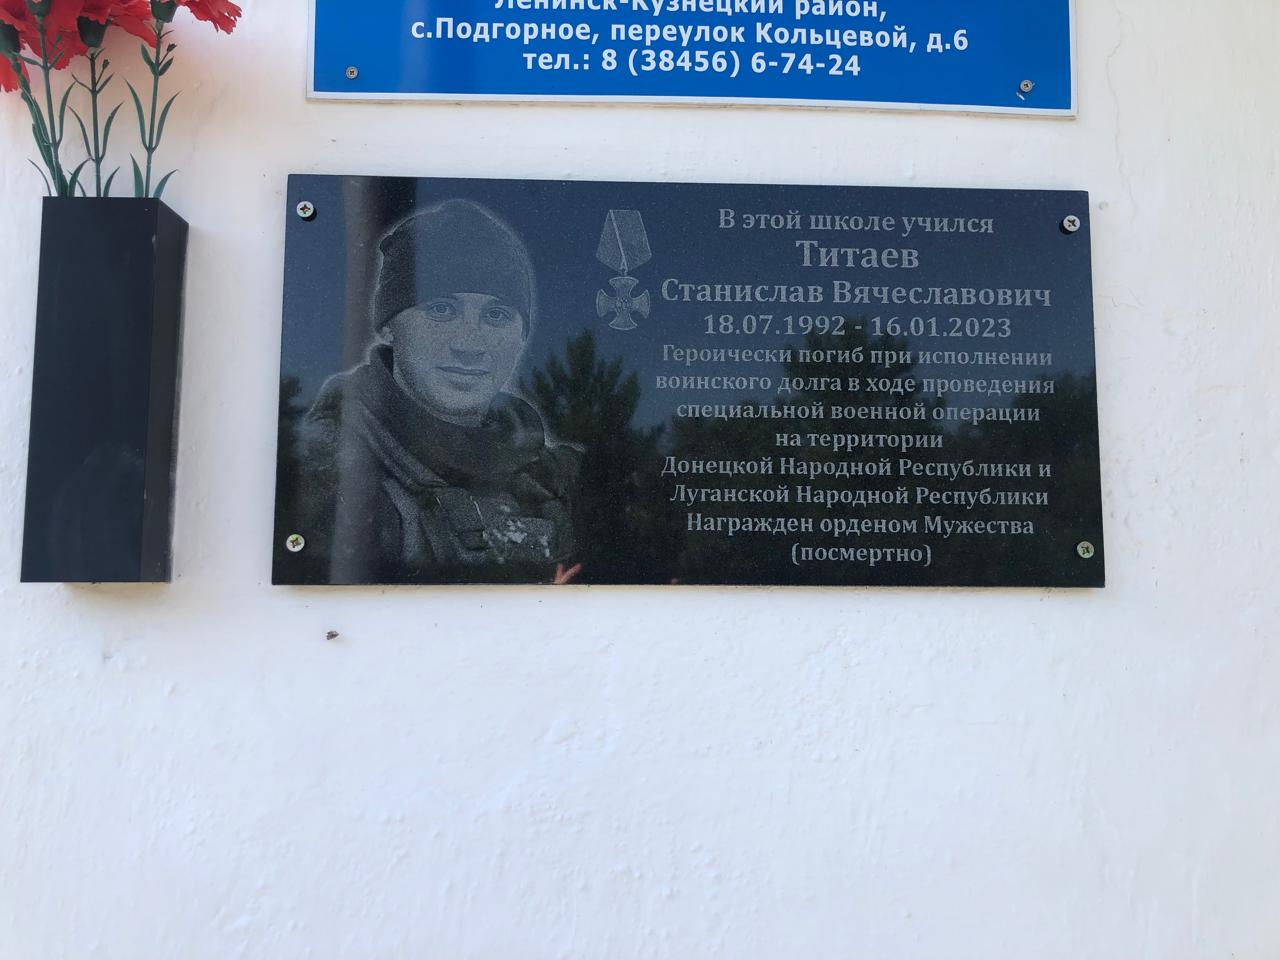 Ленинск-Кузнецкий район,
с.Подгорное, переулок Кольцевой, д.6
тел.: 8 (38456) 6-74-24
В этой школе учился
Титаев
Станислав Вячеславович
18.07.1992 - 16.01.2023
Героически погиб при исполнении
воинского долга в ходе проведения
специальной военной операции
на территории
Донецкой Народной Республики и
Луганской Народной Республики
Награжден орденом Мужества
(посмертно)